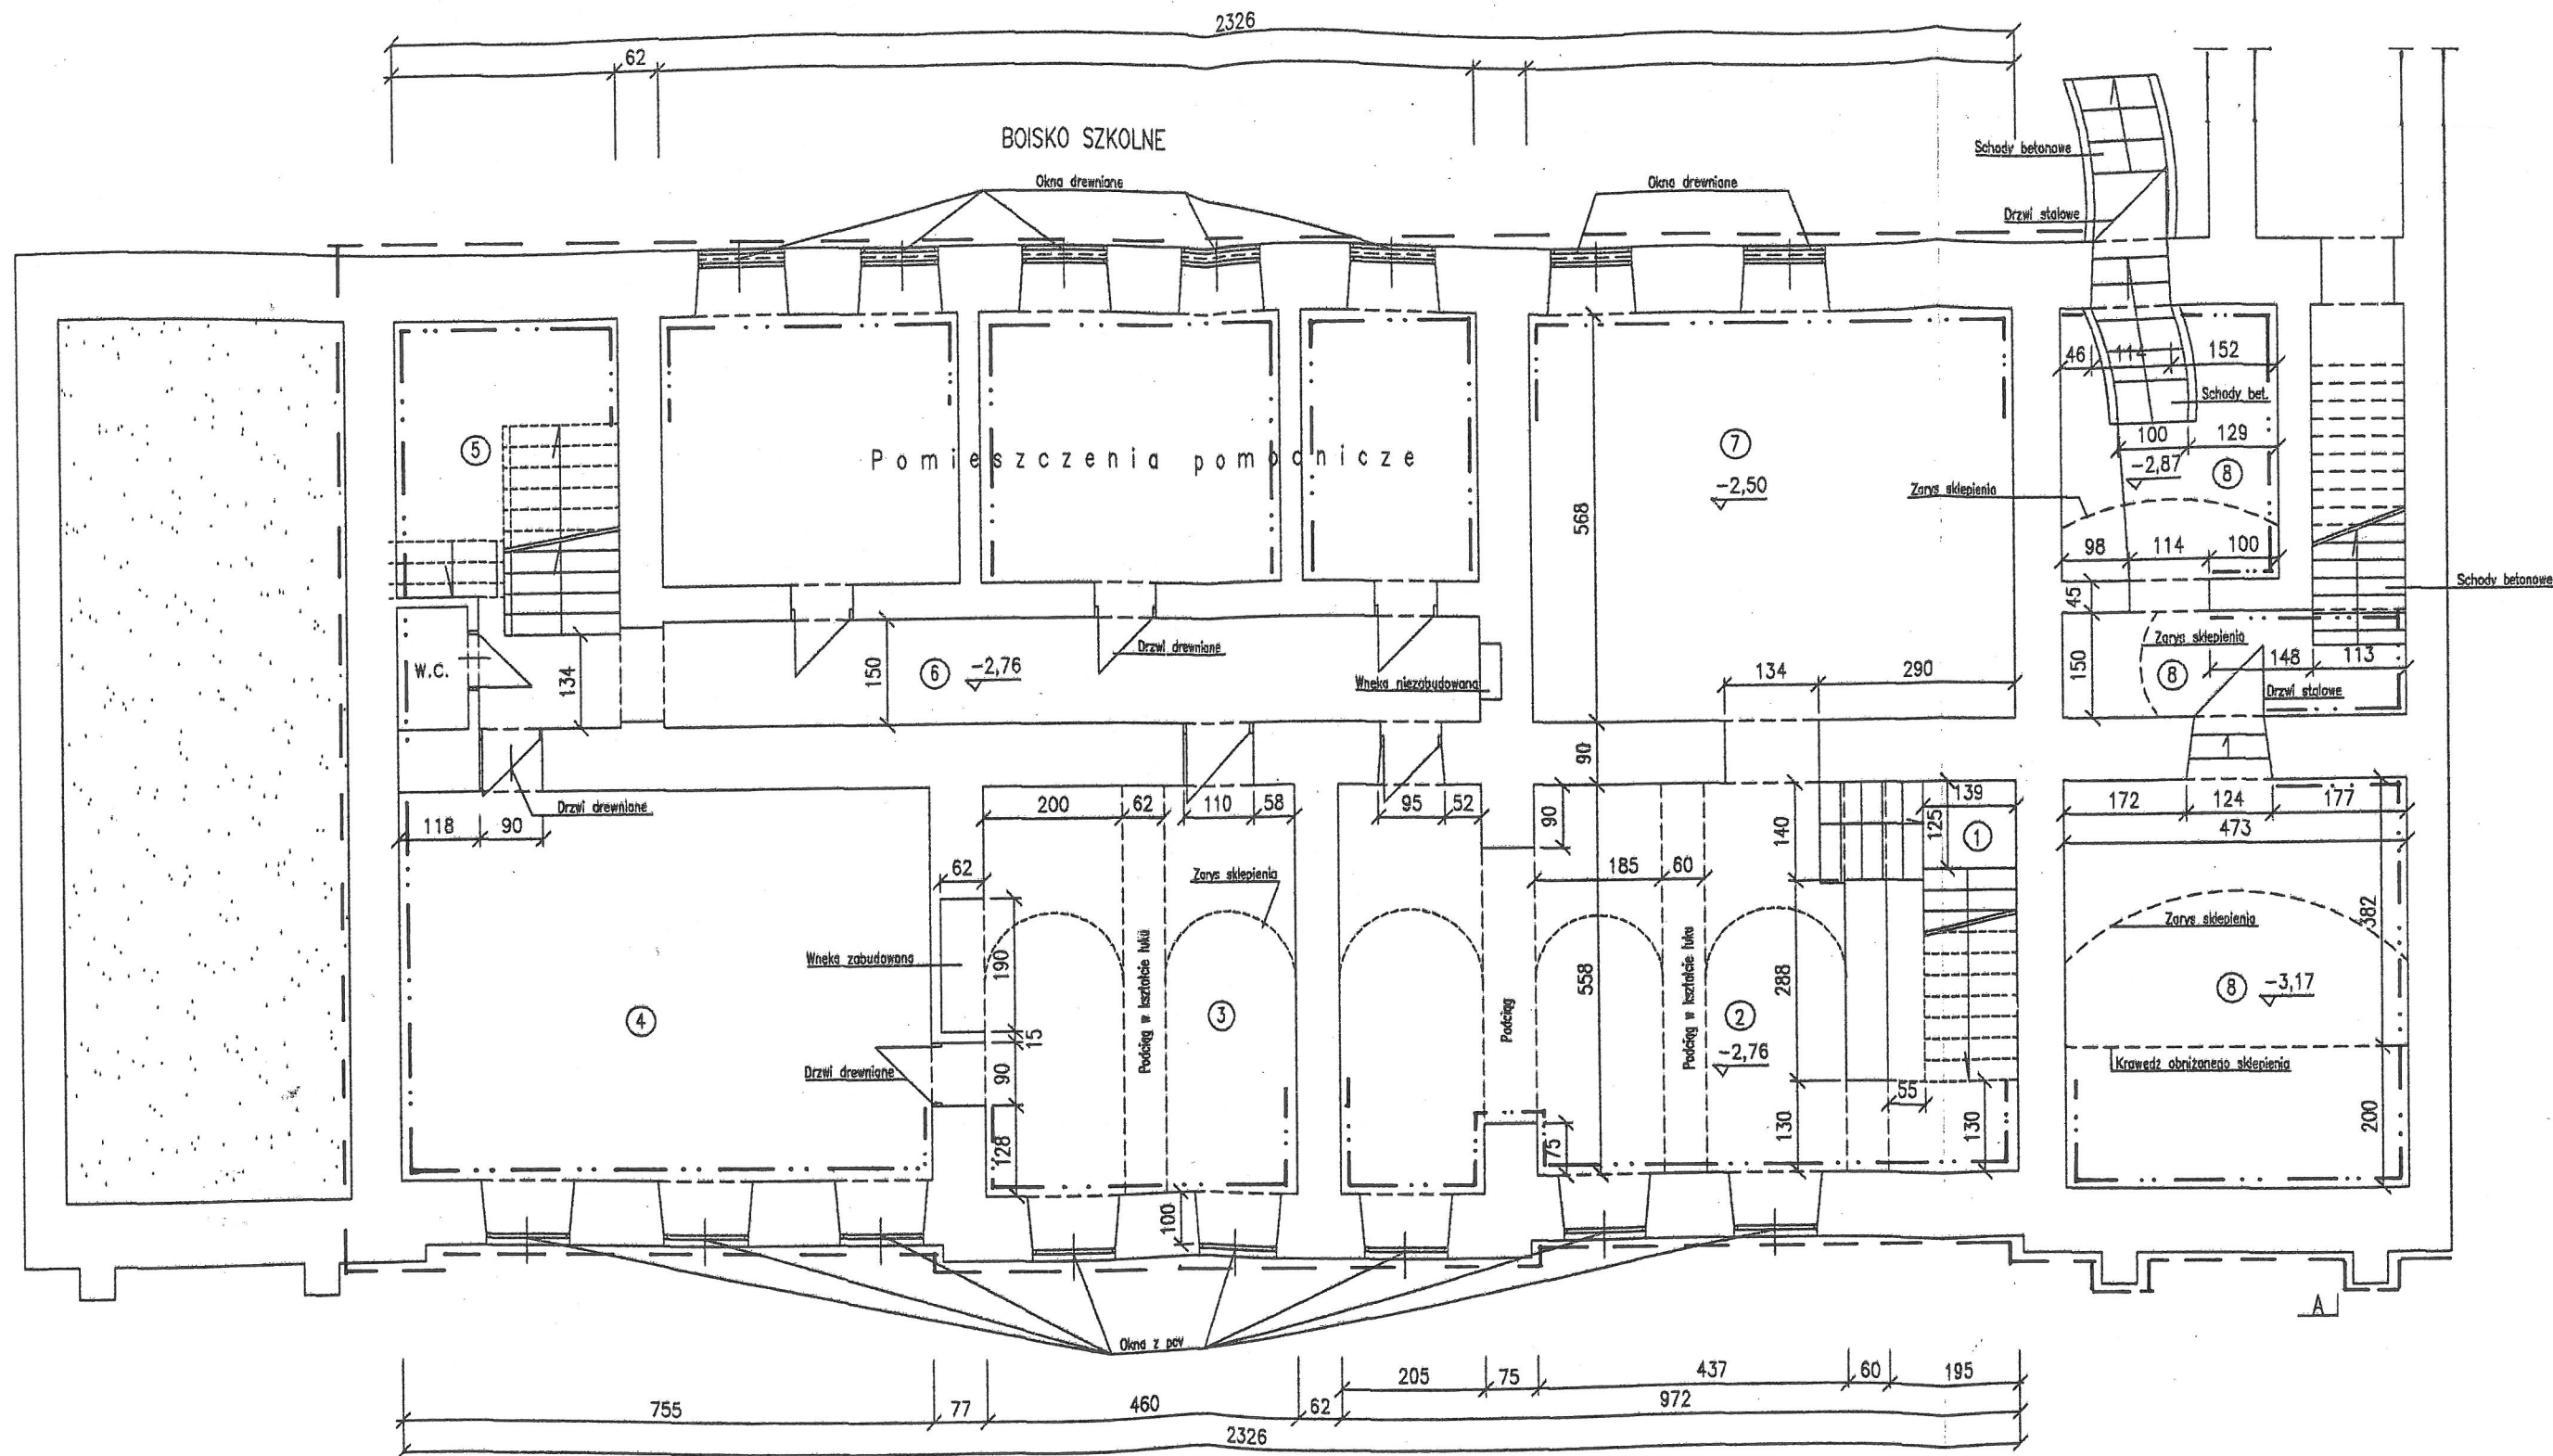 2326
62
BOISKO SZKOLNE
Schody betonowe
Okna drewniane
Okna drewniane
Drzwi stalowe
46 114 152
Schody bet.
5
7
Pomieszczenia pomocnicze
100 129
-2,87
8
-2,50
Zarys sklepienia
568
98 114 100
Schody betonowe
45
Zarys sklepienia
Drzwi drewniane
W.C.
134
150
6
-2,76
Wneka niezabudowana
134 290
150
8
148 113
Drzwi stalowe
90
Drzwi drewniane
118 90
200 62 110 58
95 52
90
140
139
125
1
172 124 177
473
62
Zarys sklepienia
185 60
Wneka zabudowana
190
Podciąg w kształcie łuku
558
Podciąg w kształcie łuku
288
Zarys sklepienia
382
4
3
Podciąg
2
8
-3,17
15
90
Drzwi drewniane
-2,76
Krawędź obniżonego sklepienia
55
128
75
130
130
200
100
A
Okna z pcv
205 75 437 60 195
755 77 460 62 972
2326